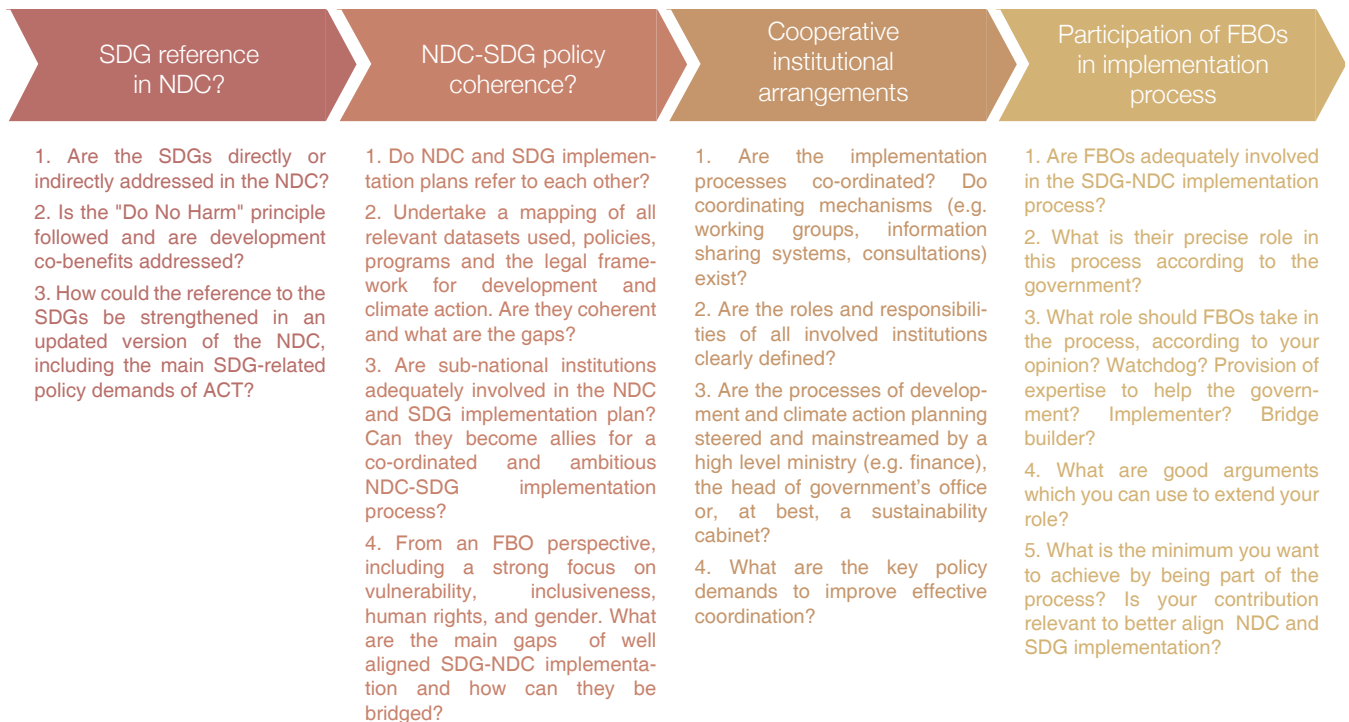 SDG reference
in NDC?
NDC-SDG policy
coherence?
Cooperative
institutional
arrangements
Participation of FBOs
in implementation
process
1. Are the SDGs directly or
indirectly addressed in the NDC?
2. Is the "Do No Harm" principle
followed and are development
co-benefits addressed?
3. How could the reference to the
SDGs be strengthened in an
updated version of the NDC,
including the main SDG-related
policy demands of ACT?
1. Do NDC and SDG implemen-
tation plans refer to each other?
2. Undertake a mapping of all
relevant datasets used, policies,
programs and the legal frame-
work for development and
climate action. Are they coherent
and what are the gaps?
3. Are sub-national institutions
adequately involved in the NDC
and SDG implementation plan?
Can they become allies for a
co-ordinated and ambitious
NDC-SDG implementation
process?
4. From an FBO perspective,
including a strong focus on
vulnerability, inclusiveness,
human rights, and gender. What
are the main gaps of well
aligned SDG-NDC implementa-
tion and how can they be
bridged?
1. Are the implementation
processes co-ordinated? Do
coordinating mechanisms (e.g.
working groups, information
sharing systems, consultations)
exist?
2. Are the roles and responsibili-
ties of all involved institutions
clearly defined?
3. Are the processes of develop-
ment and climate action planning
steered and mainstreamed by a
high level ministry (e.g. finance),
the head of government's office
or, at best, a sustainability
cabinet?
4. What are the key policy
demands to improve effective
coordination?
1. Are FBOs adequately involved
in the SDG-NDC implementation
process?
2. What is their precise role in
this process according to the
government?
3. What role should FBOs take in
the process, according to your
opinion? Watchdog? Provision of
expertise to help the govern-
ment? Implementer? Bridge
builder?
4. What are good arguments
which you can use to extend your
role?
5. What is the minimum you want
to achieve by being part of the
process? Is your contribution
relevant to better align NDC and
SDG implementation?